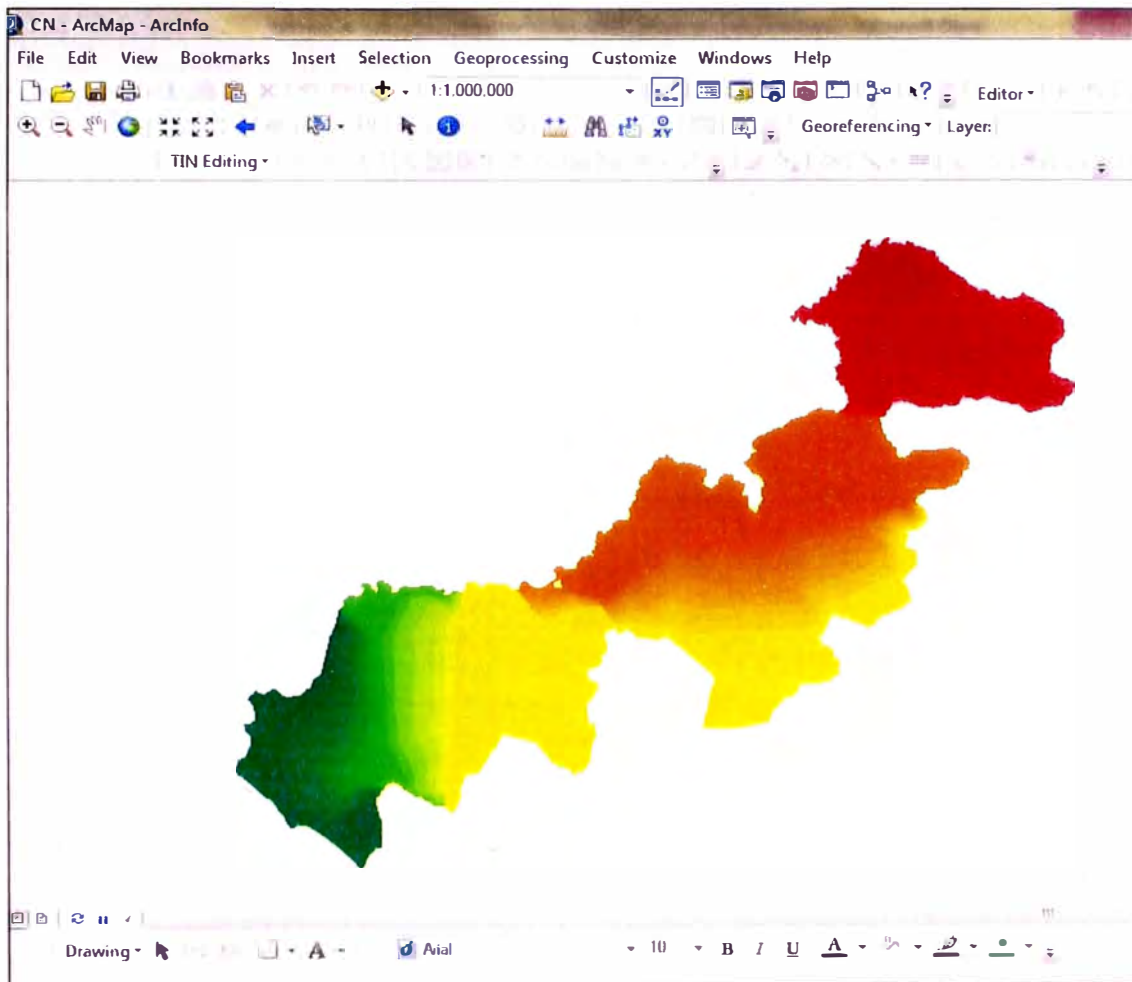 CN - ArcMap - ArcInfo
File Edit View Bookmarks Insert Selection Geoprocessing Customize Windows Help
1:1.000.000 Editor
Georeferencing Layer:
TIN Editing
Drawing A Arial 10 B I U A